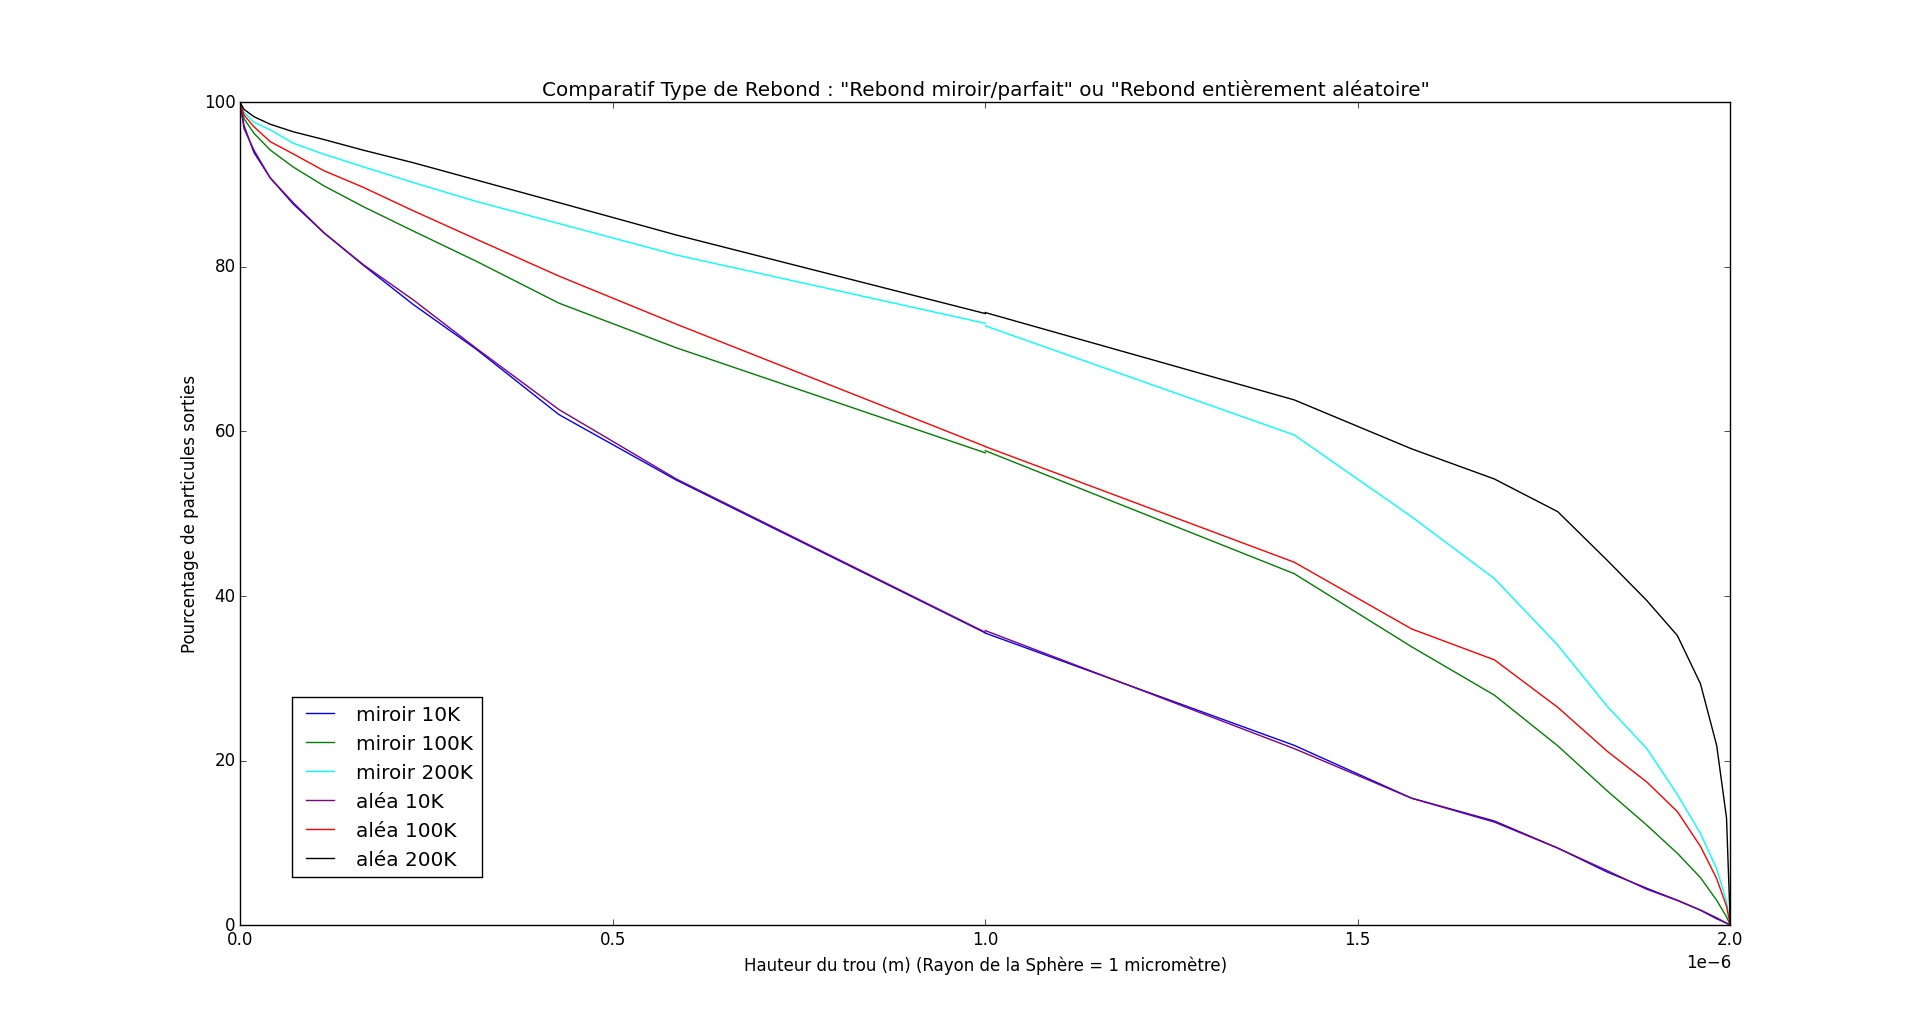 Comparatif Type de Rebond : "Rebond miroir/parfait" ou "Rebond entièrement aléatoire"
100
80
60
40
20
0
Pourcentage de particules sorties
miroir 10K
miroir 100K
miroir 200K
aléa 10K
aléa 100K
aléa 200K
0.0 0.5 1.0 1.5 2.0
1e−6
Hauteur du trou (m) (Rayon de la Sphère = 1 micromètre)